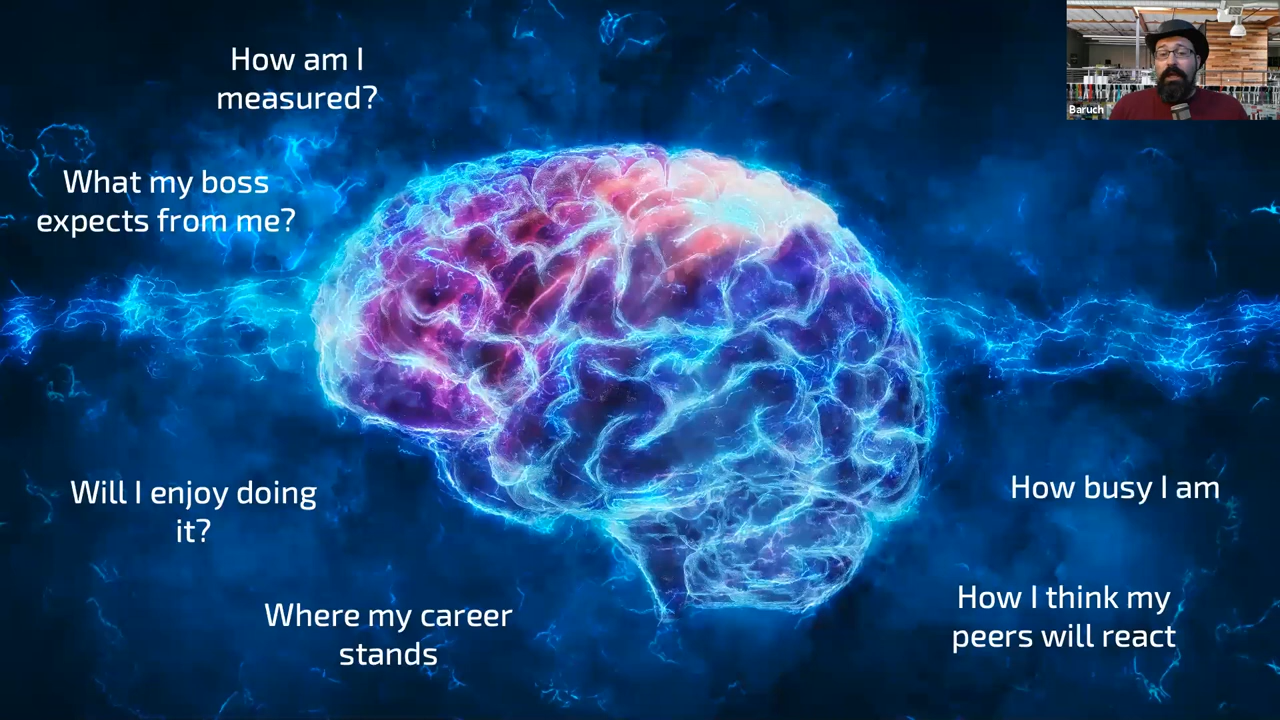 How am I
measured?
Baruch
What my boss
expects from me?
Will I enjoy doing
it?
How busy I am
Where my career
stands
How I think my
peers will react